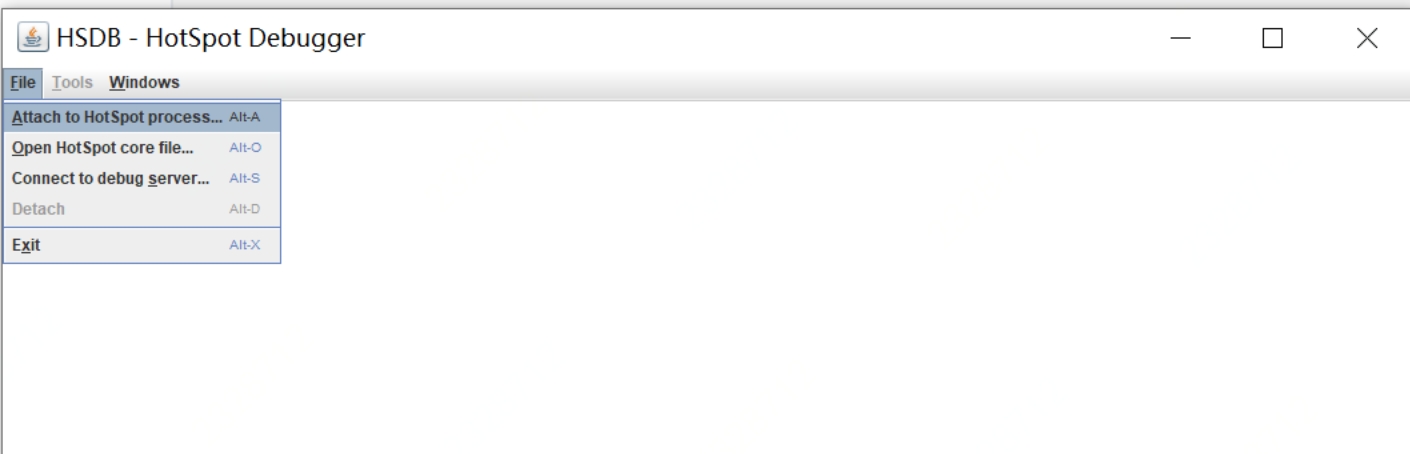 HSDB - HotSpot Debugger
File Tools Windows
Attach to HotSpot process... Alt-A
Open HotSpot core file... Alt-O
Connect to debug server... Alt-S
Detach Alt-D
Exit Alt-X